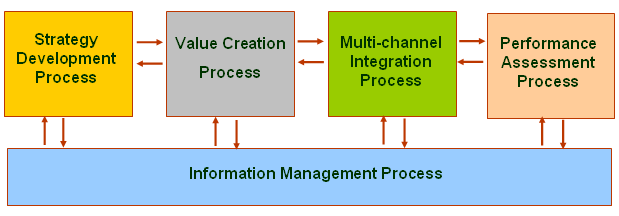 Strategy
Development
Process
Value Creation
Process
Multi-channel
Integration
Process
Performance
Assessment
Process
Information Management Process